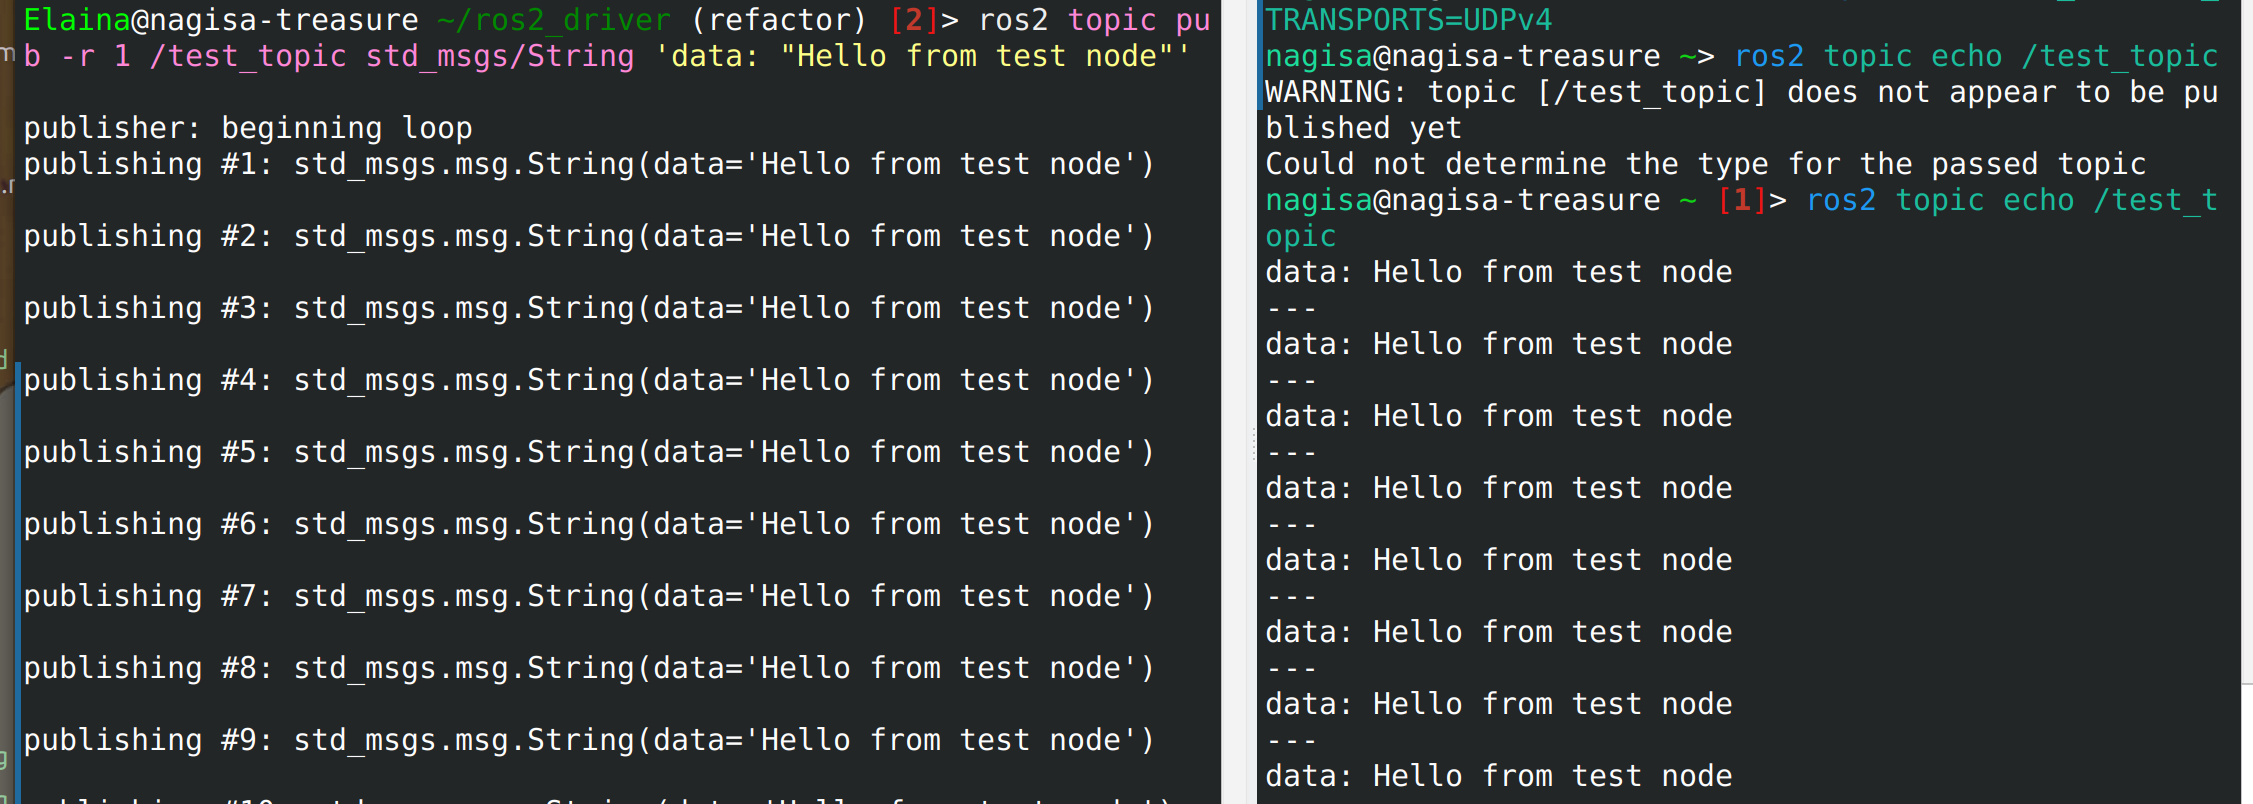 Elaina@nagisa-treasure ~/ros2_driver (refactor) [2]> ros2 topic pu
b -r 1 /test_topic std_msgs/String 'data: "Hello from test node"'
publisher: beginning loop
publishing #1: std_msgs.msg.String(data='Hello from test node')
publishing #2: std_msgs.msg.String(data='Hello from test node')
publishing #3: std_msgs.msg.String(data='Hello from test node')
publishing #4: std_msgs.msg.String(data='Hello from test node')
publishing #5: std_msgs.msg.String(data='Hello from test node')
publishing #6: std_msgs.msg.String(data='Hello from test node')
publishing #7: std_msgs.msg.String(data='Hello from test node')
publishing #8: std_msgs.msg.String(data='Hello from test node')
publishing #9: std_msgs.msg.String(data='Hello from test node')
TRANSPORTS=UDPv4
nagisa@nagisa-treasure ~> ros2 topic echo /test_topic
WARNING: topic [/test_topic] does not appear to be pu
blished yet
Could not determine the type for the passed topic
nagisa@nagisa-treasure ~ [1]> ros2 topic echo /test_t
opic
data: Hello from test node
---
data: Hello from test node
---
data: Hello from test node
---
data: Hello from test node
---
data: Hello from test node
---
data: Hello from test node
---
data: Hello from test node
---
data: Hello from test node